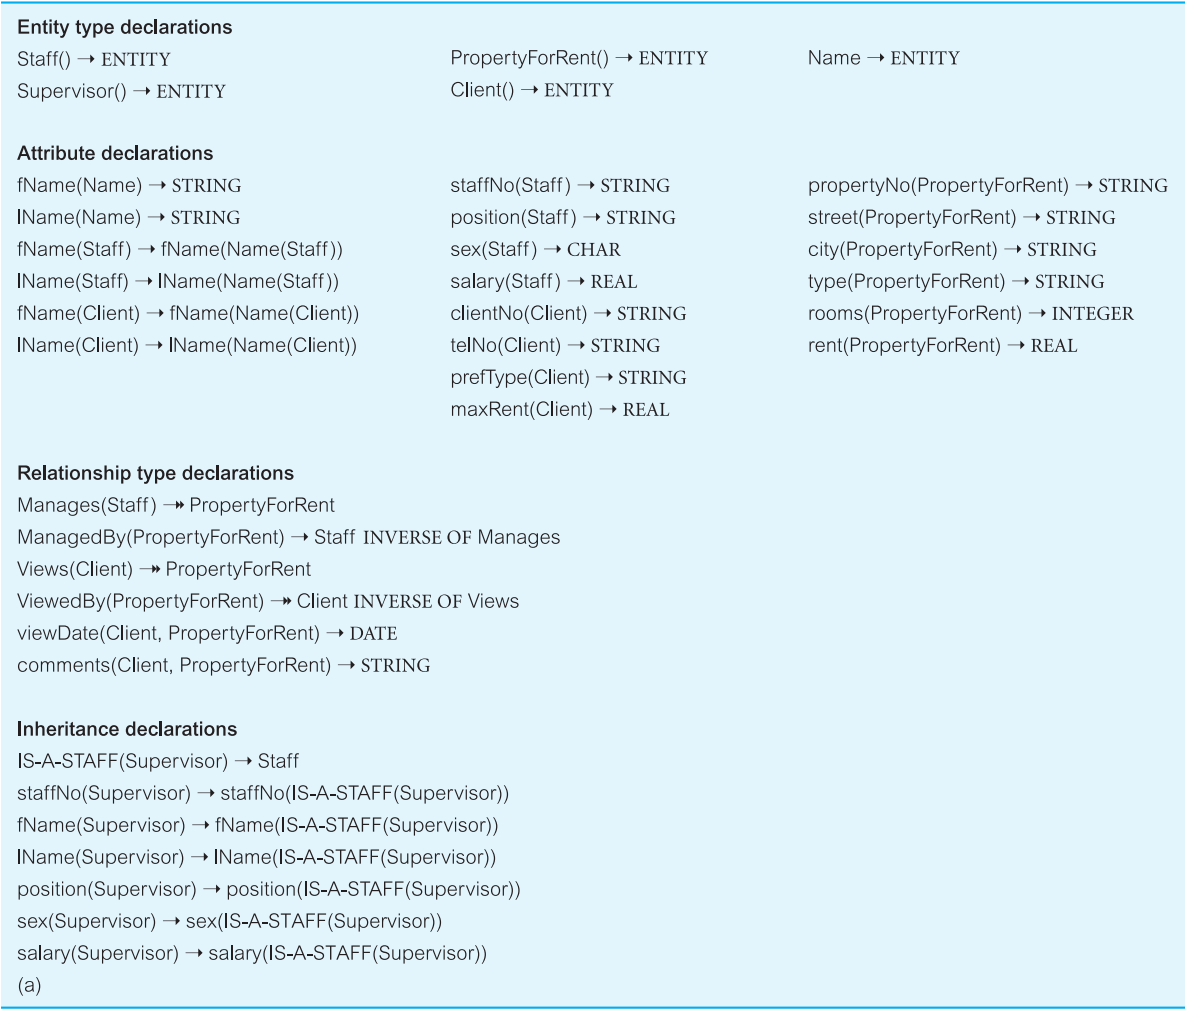 Entity type declarations
Staff() → ENTITY
Supervisor() → ENTITY
PropertyForRent() → ENTITY
Client() → ENTITY
Name → ENTITY
Attribute declarations
fName(Name) → STRING
lName(Name) → STRING
fName(Staff) → fName(Name(Staff))
lName(Staff) → lName(Name(Staff))
fName(Client) → fName(Name(Client))
lName(Client) → lName(Name(Client))
staffNo(Staff) → STRING
position(Staff) → STRING
sex(Staff) → CHAR
salary(Staff) → REAL
clientNo(Client) → STRING
telNo(Client) → STRING
prefType(Client) → STRING
maxRent(Client) → REAL
propertyNo(PropertyForRent) → STRING
street(PropertyForRent) → STRING
city(PropertyForRent) → STRING
type(PropertyForRent) → STRING
rooms(PropertyForRent) → INTEGER
rent(PropertyForRent) → REAL
Relationship type declarations
Manages(Staff) ↠ PropertyForRent
ManagedBy(PropertyForRent) → Staff INVERSE OF Manages
Views(Client) ↠ PropertyForRent
ViewedBy(PropertyForRent) ↠ Client INVERSE OF Views
viewDate(Client, PropertyForRent) → DATE
comments(Client, PropertyForRent) → STRING
Inheritance declarations
IS-A-STAFF(Supervisor) → Staff
staffNo(Supervisor) → staffNo(IS-A-STAFF(Supervisor))
fName(Supervisor) → fName(IS-A-STAFF(Supervisor))
lName(Supervisor) → lName(IS-A-STAFF(Supervisor))
position(Supervisor) → position(IS-A-STAFF(Supervisor))
sex(Supervisor) → sex(IS-A-STAFF(Supervisor))
salary(Supervisor) → salary(IS-A-STAFF(Supervisor))
(a)